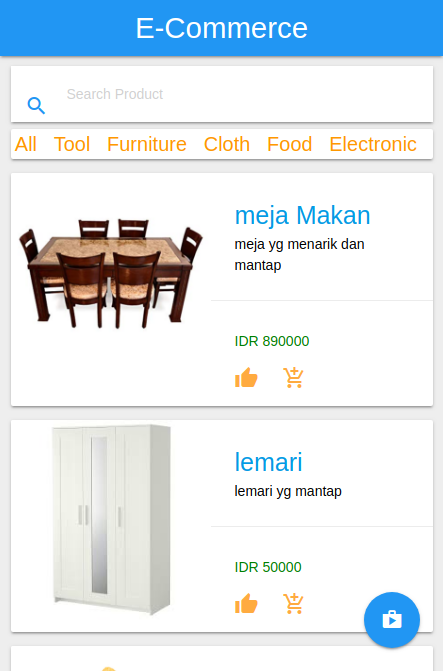 E-Commerce
Search Product
All Tool Furniture Cloth Food Electronic
meja Makan
meja yg menarik dan
mantap
IDR 890000
lemari
lemari yg mantap
IDR 50000